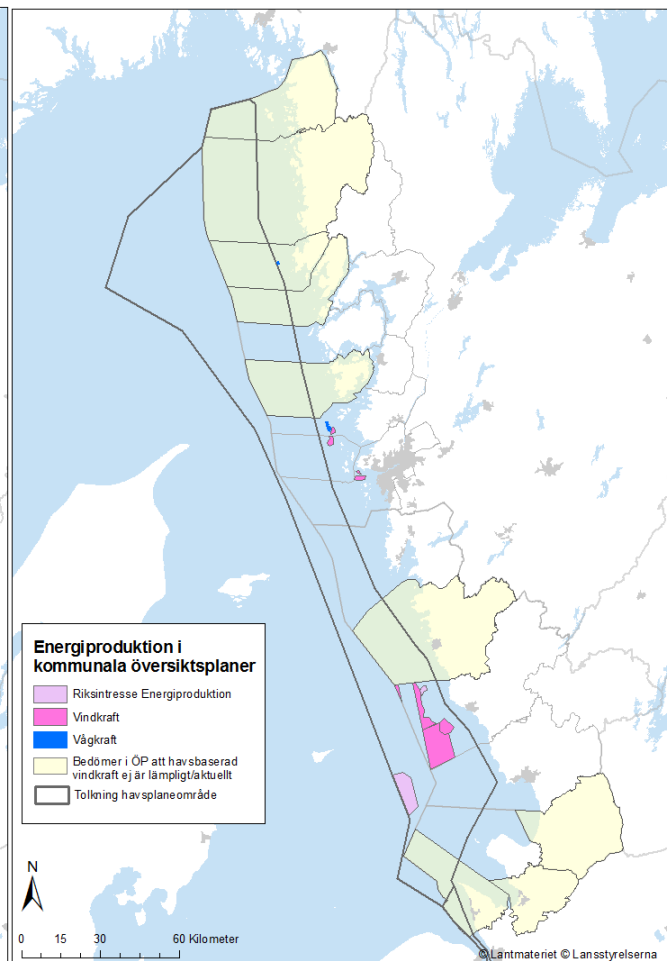 Energiproduktion i
kommunala översiktsplaner
Riksintresse Energiproduktion
Vindkraft
Vågkraft
Bedömer i ÖP att havsbaserad
vindkraft ej är lämpligt/aktuellt
Tolkning havsplaneområde
N
0 15 30 60 Kilometer
© Lantmateriet © Lansstyrelserna